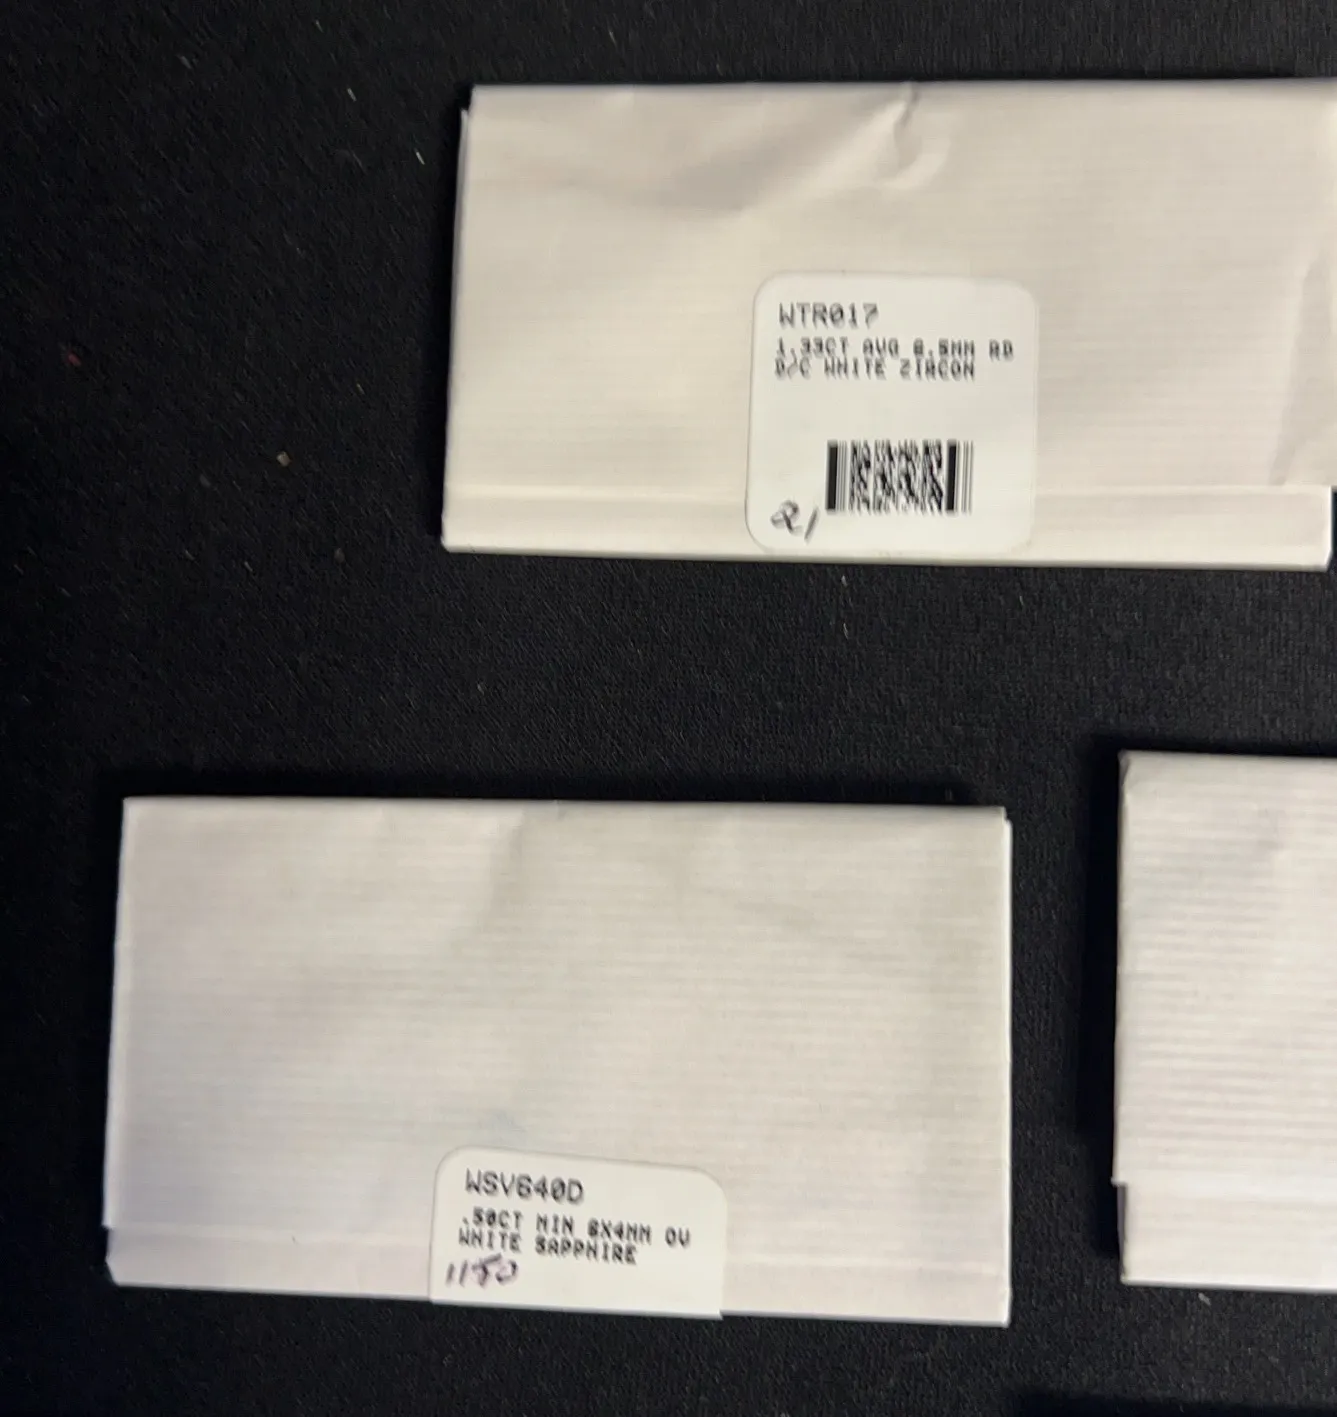 WTR017
1.33CT AVG 6.5MM RD
D/C WHITE ZIRCON
21
WSV640D
.50CT MIN 6X4MM OV
WHITE SAPPHIRE
1150